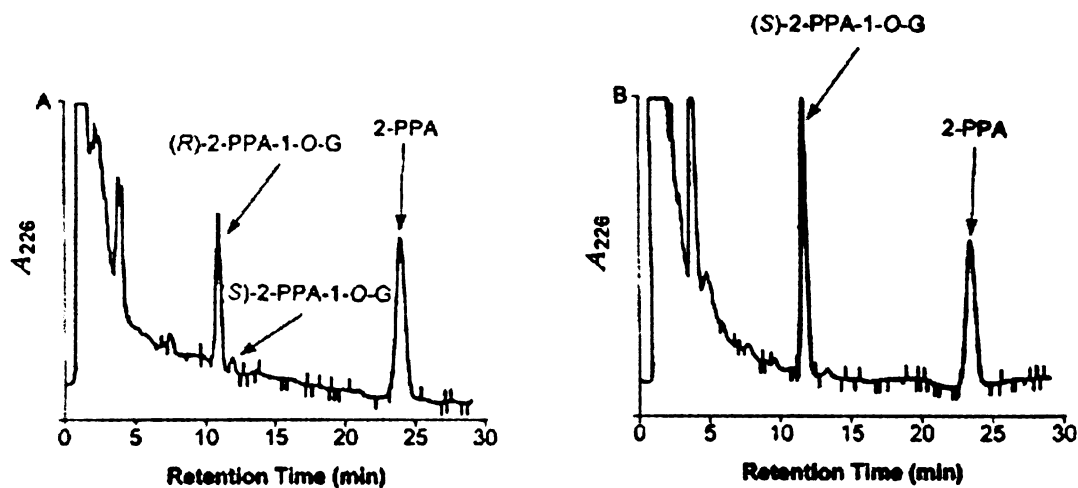 A
(R)-2-PPA-1-O-G
2-PPA
S)-2-PPA-1-O-G
A226
0 5 10 15 20 25 30
Retention Time (min)
(S)-2-PPA-1-O-G
B
2-PPA
A226
0 5 10 15 20 25 30
Retention Time (min)